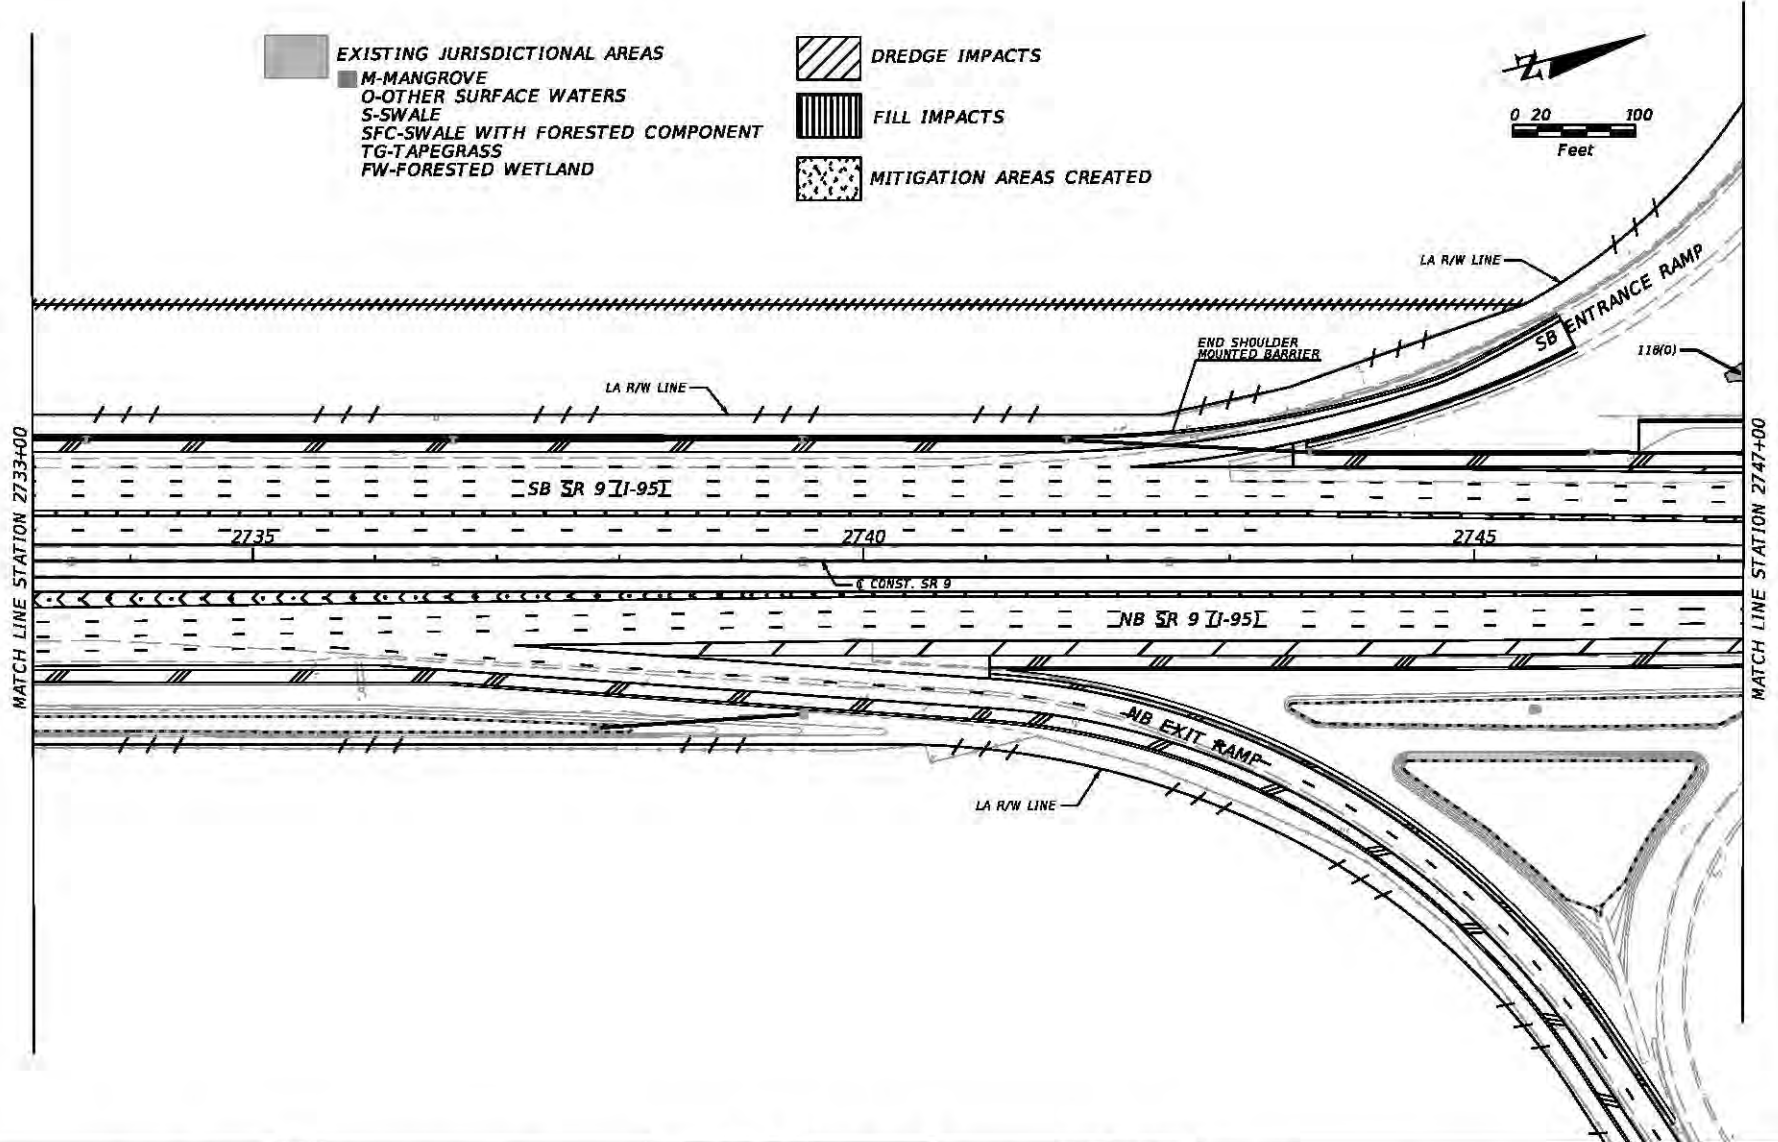 EXISTING JURISDICTIONAL AREAS
M-MANGROVE
O-OTHER SURFACE WATERS
S-SWALE
SFC-SWALE WITH FORESTED COMPONENT
TG-TAPEGRASS
FW-FORESTED WETLAND
DREDGE IMPACTS
FILL IMPACTS
MITIGATION AREAS CREATED
N
0 20 100
Feet
LA R/W LINE
SB ENTRANCE RAMP
END SHOULDER
MOUNTED BARRIER
LA R/W LINE
MATCH LINE STATION 2733+00
MATCH LINE STATION 2747+00
SB SR 9 (I-95)
2735 2740 2745
℄ CONST. SR 9
NB SR 9 (I-95)
NB EXIT RAMP
LA R/W LINE